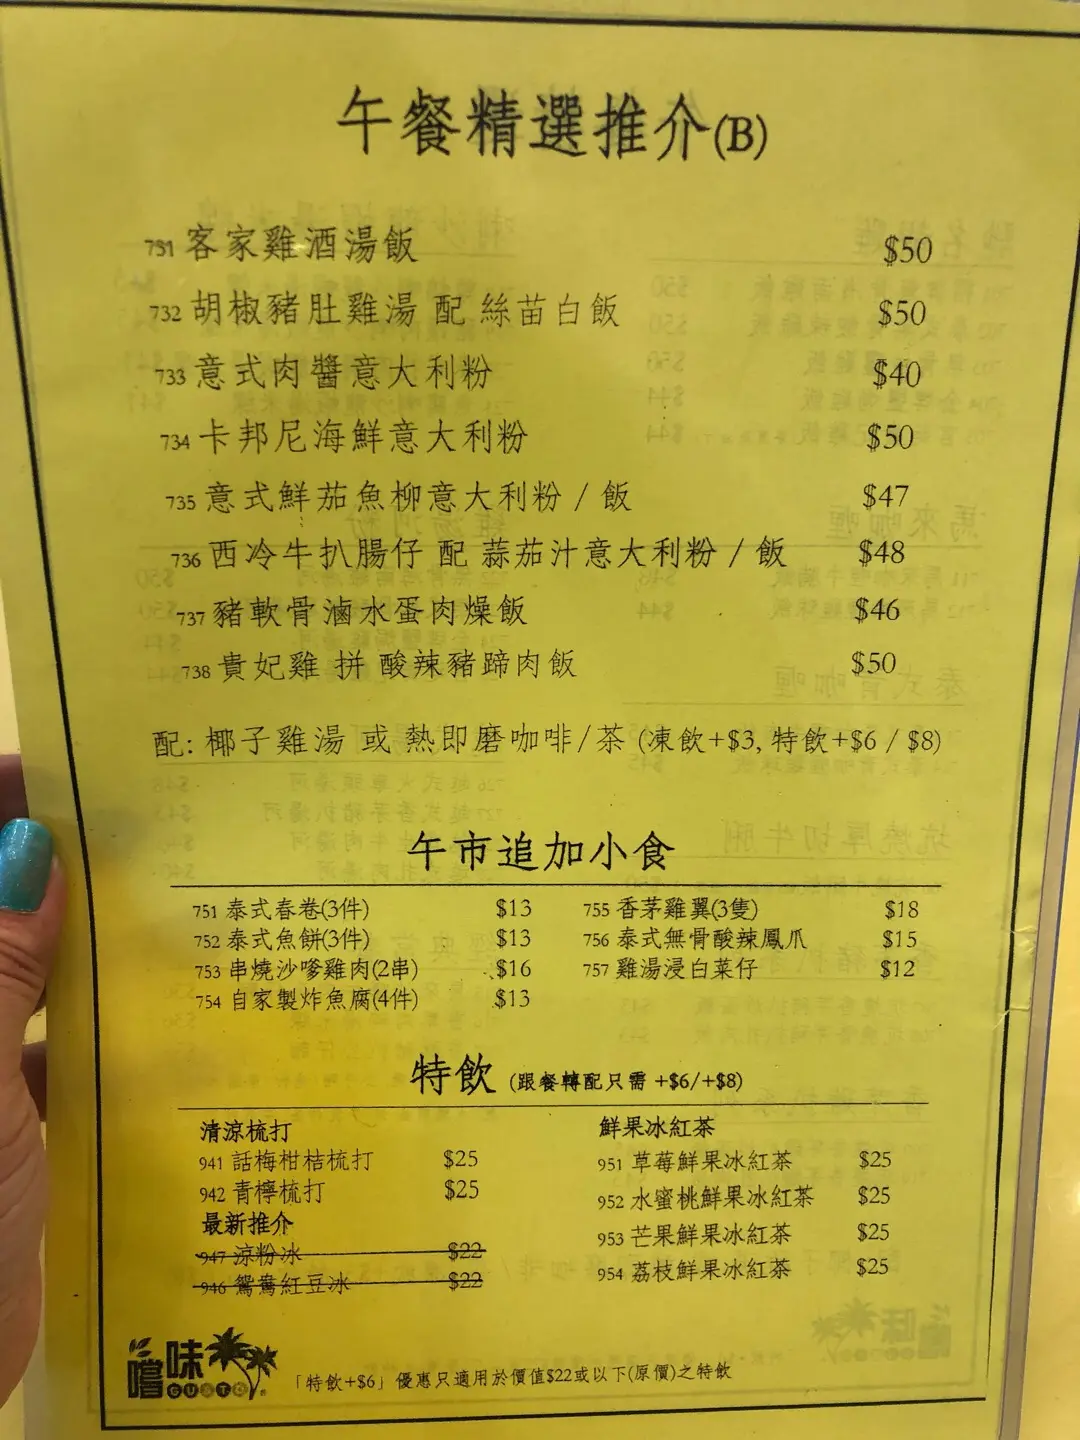 午餐精選推介(B)
731 客家雞酒湯飯 $50
732 胡椒豬肚雞湯 配 絲苗白飯 $50
733 意式肉醬意大利粉 $40
734 卡邦尼海鮮意大利粉 $50
735 意式鮮茄魚柳意大利粉 / 飯 $47
736 西冷牛扒腸仔 配 蒜茄汁意大利粉 / 飯 $48
737 豬軟骨滷水蛋肉燥飯 $46
738 貴妃雞 拼 酸辣豬蹄肉飯 $50
配: 椰子雞湯 或 熱即磨咖啡/茶 (凍飲+$3, 特飲+$6 / $8)
午市追加小食
751 泰式春卷(3件) $13
752 泰式魚餅(3件) $13
753 串燒沙嗲雞肉(2串) $16
754 自家製炸魚腐(4件) $13
755 香茅雞翼(3隻) $18
756 泰式無骨酸辣鳳爪 $15
757 雞湯浸白菜仔 $12
特飲 (跟餐轉配只需 +$6/+$8)
清涼梳打
941 話梅柑桔梳打 $25
942 青檸梳打 $25
最新推介
947 涼粉冰 $22
946 鴛鴦紅豆冰 $22
鮮果冰紅茶
951 草莓鮮果冰紅茶 $25
952 水蜜桃鮮果冰紅茶 $25
953 芒果鮮果冰紅茶 $25
954 荔枝鮮果冰紅茶 $25
嚐味
GUSTO
「特飲+$6」優惠只適用於價值$22或以下(原價)之特飲